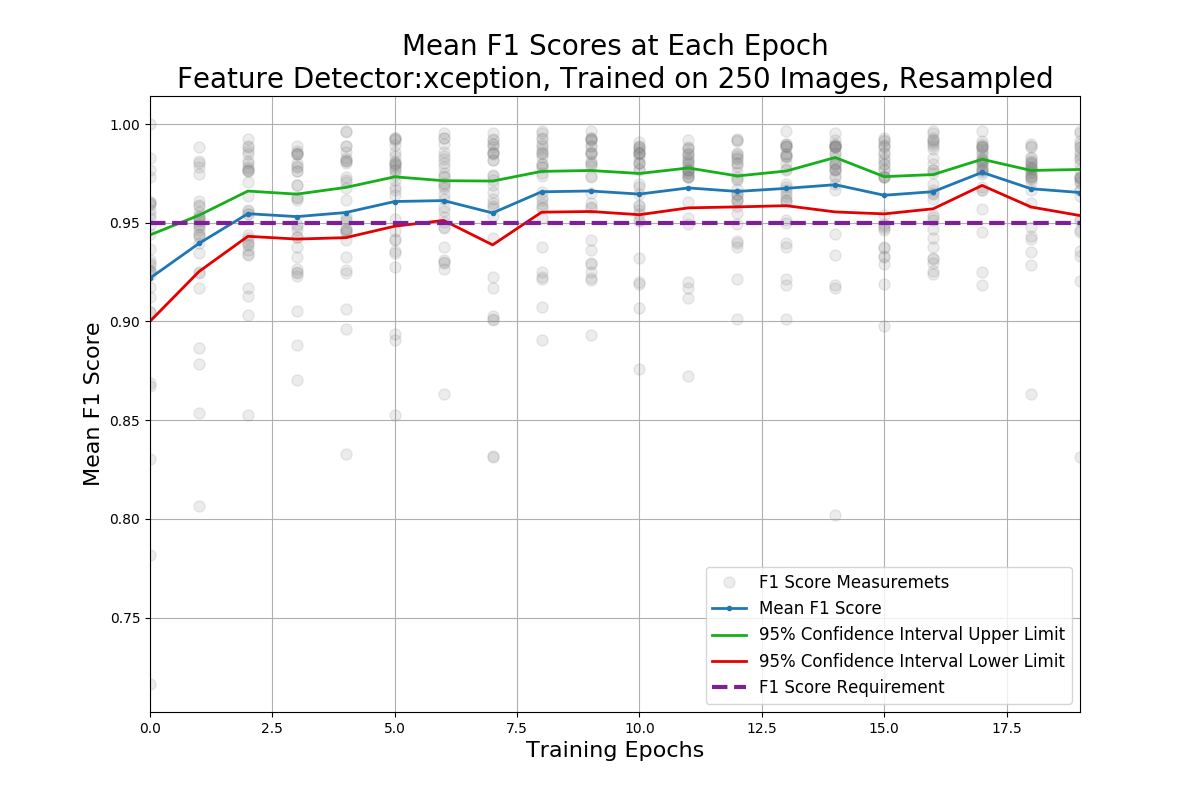 Mean F1 Scores at Each Epoch
Feature Detector:xception, Trained on 250 Images, Resampled
Mean F1 Score
1.00
0.95
0.90
0.85
0.80
0.75
F1 Score Measuremets
Mean F1 Score
95% Confidence Interval Upper Limit
95% Confidence Interval Lower Limit
F1 Score Requirement
0.0
2.5
5.0
7.5
10.0
12.5
15.0
17.5
Training Epochs